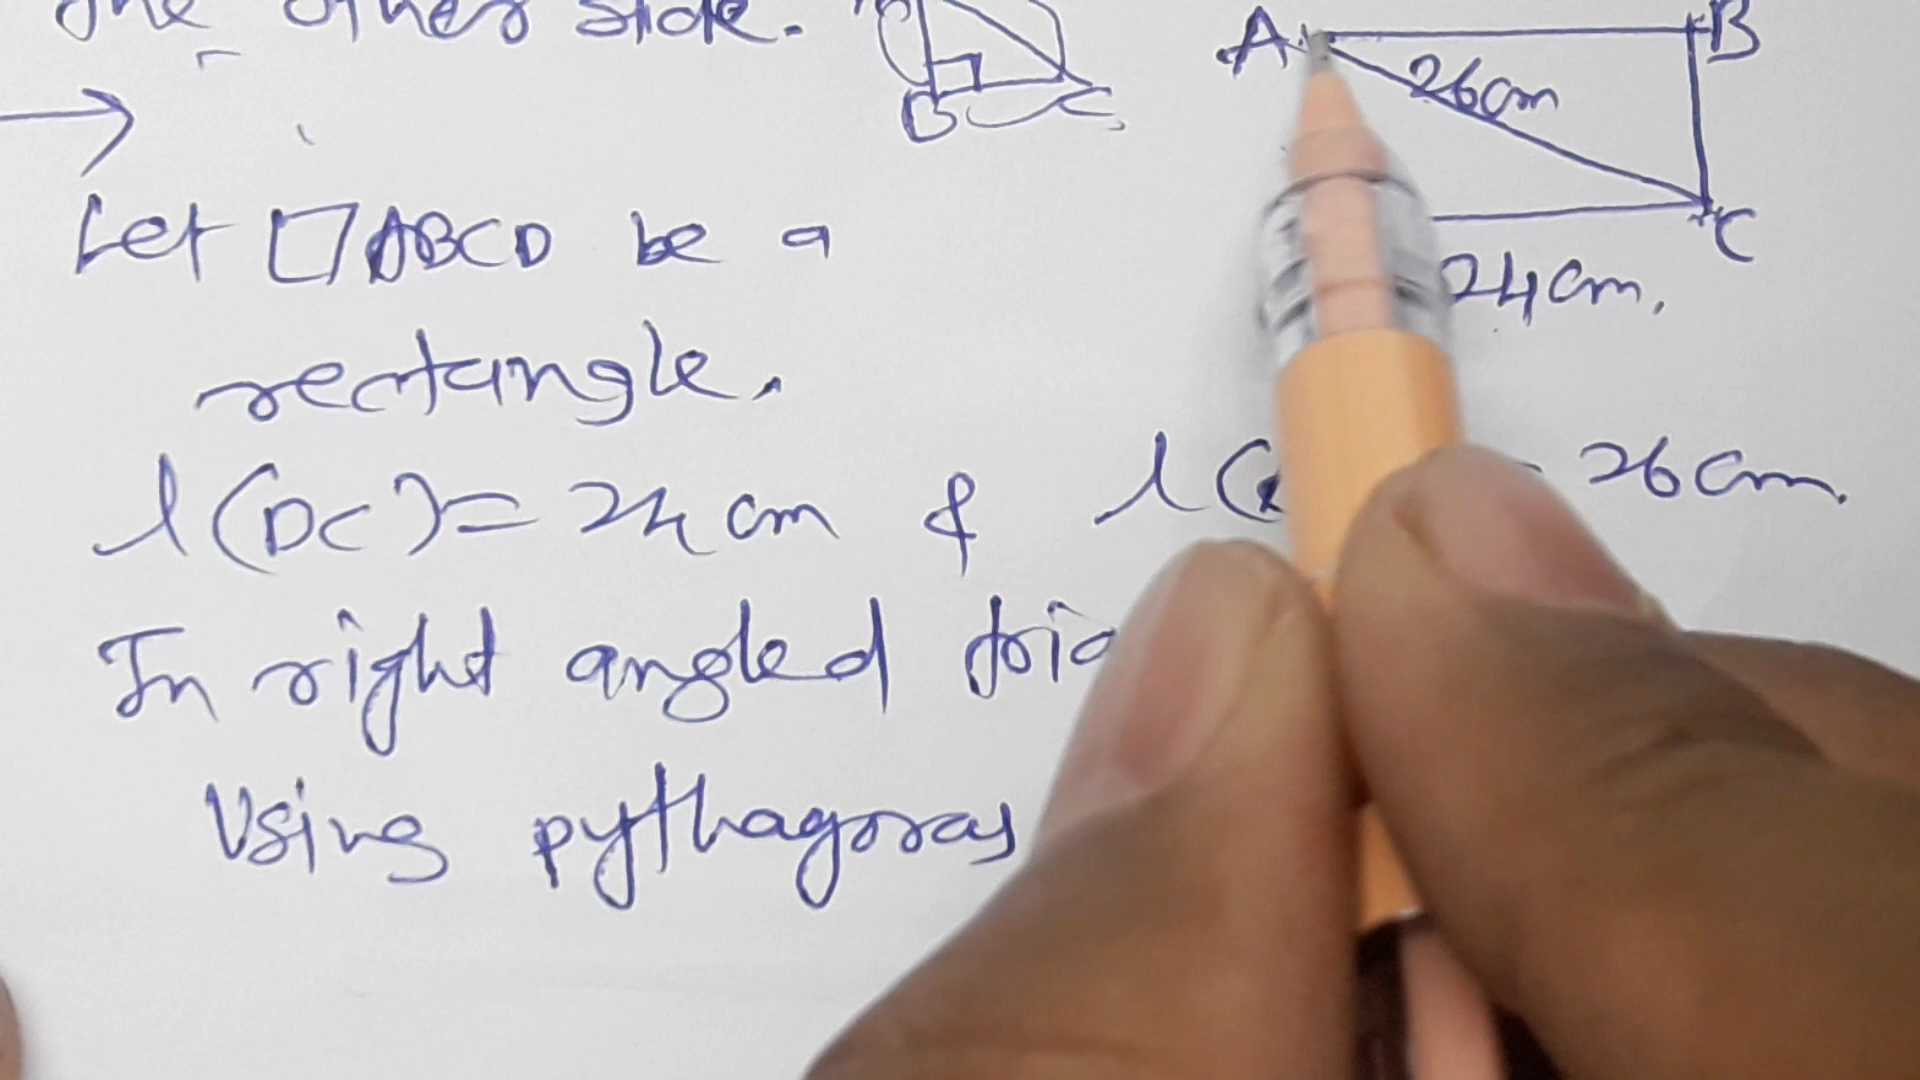 the other side.
B C
A B
26cm
C
24cm.
Let □ABCD be a
rectangle.
l(DC)=24cm & l( 26cm.
In right angled
Using pythagoras